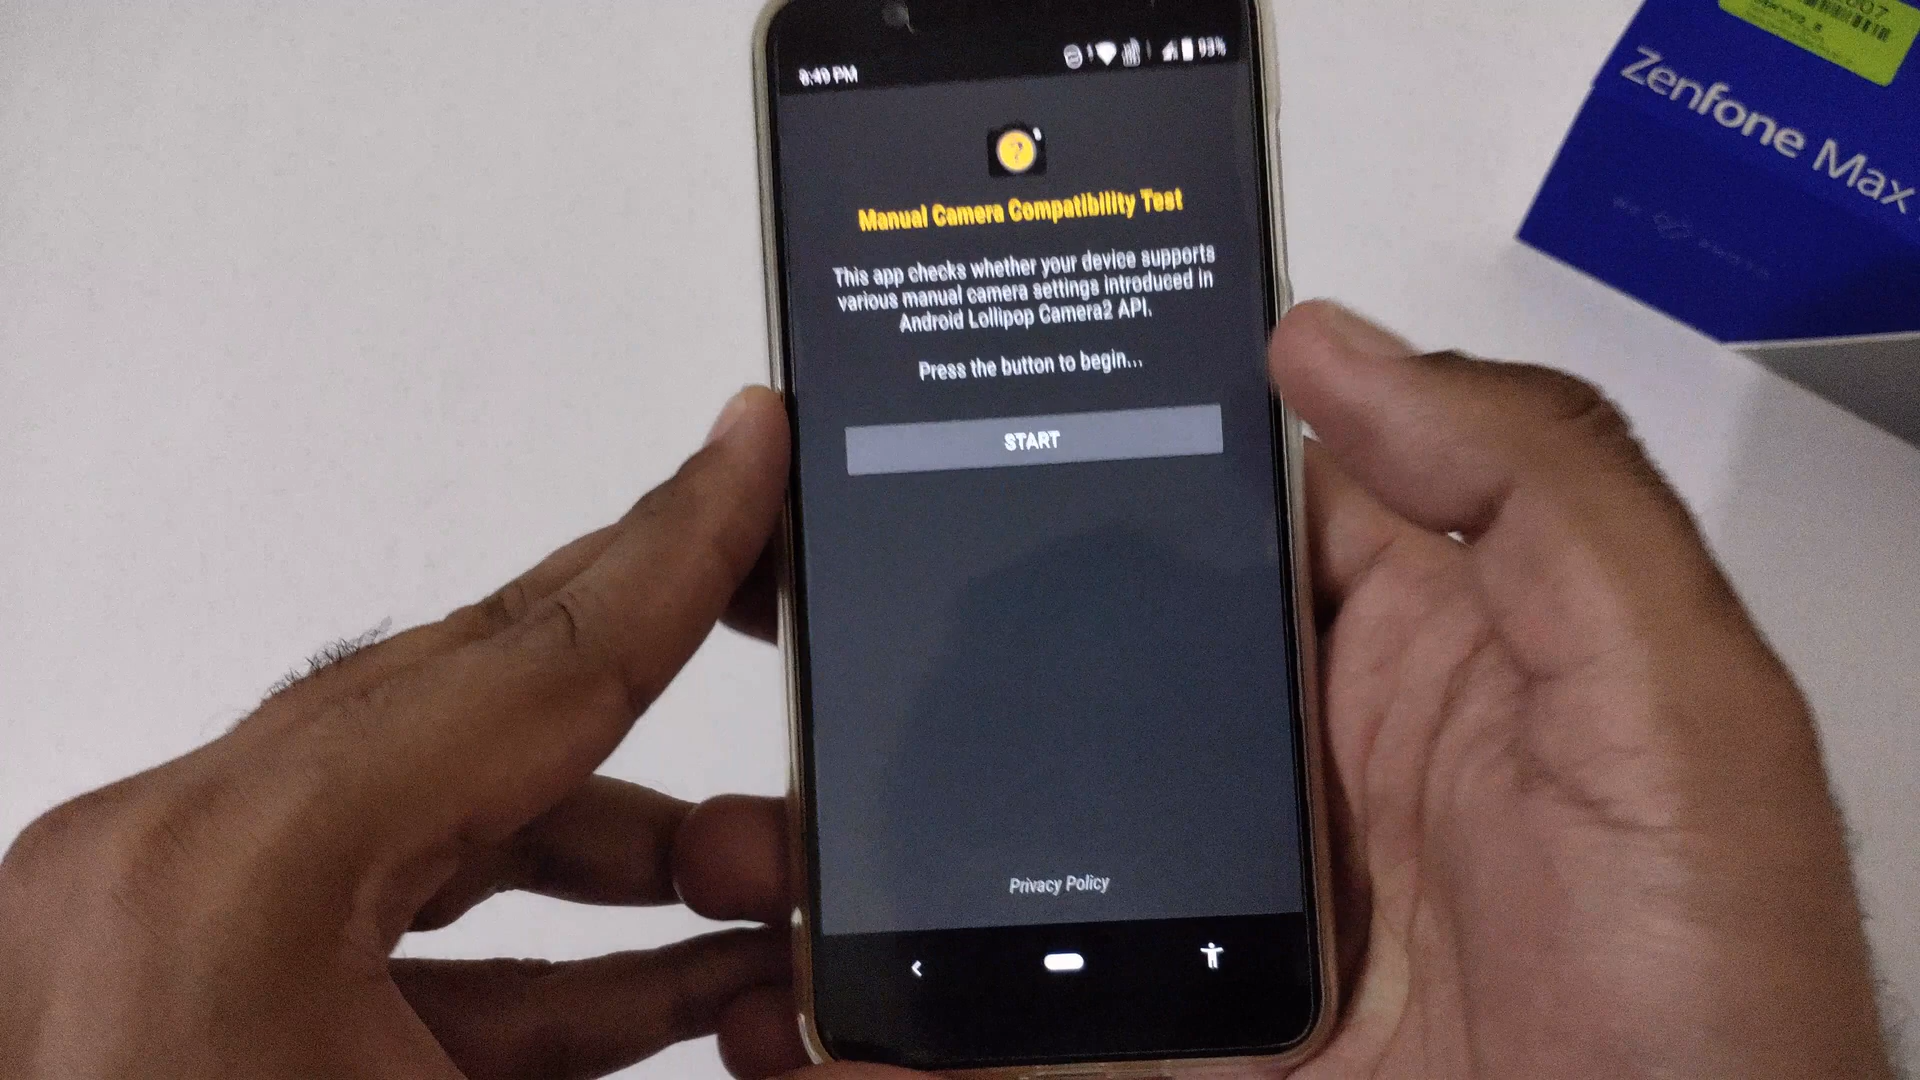 8:49 PM
93%
Manual Camera Compatibility Test
This app checks whether your device supports
various manual camera settings introduced in
Android Lollipop Camera2 API.
Press the button to begin...
START
Privacy Policy
Zenfone Max